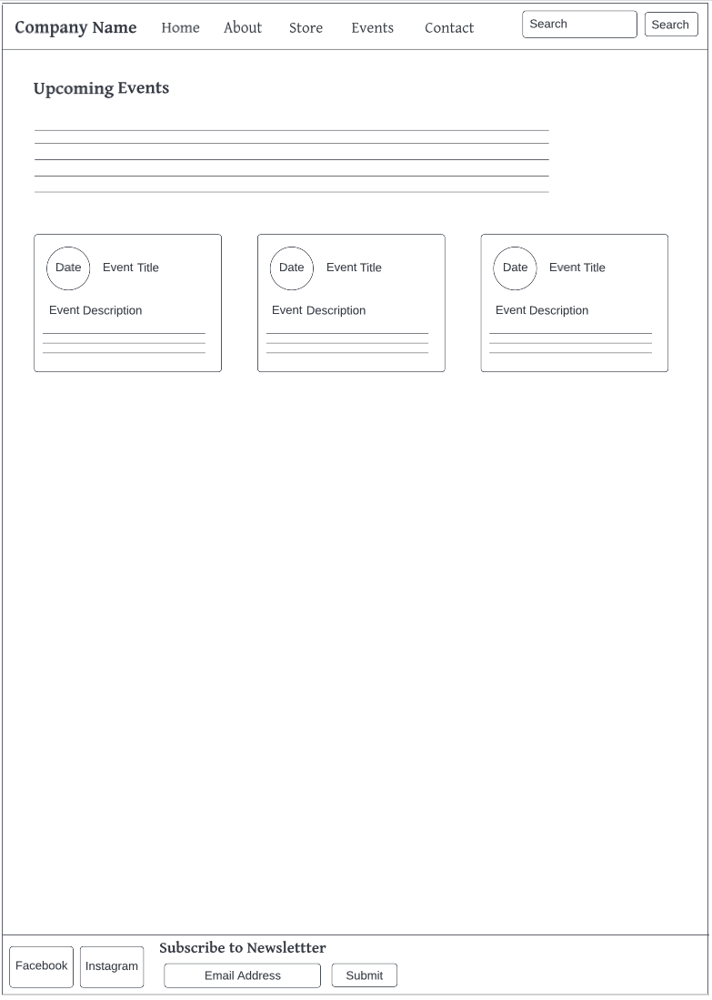 Company Name Home About Store Events Contact Search Search
Upcoming Events
Date Event Title Date Event Title Date Event Title
Event Description Event Description Event Description
Subscribe to Newslettter
Facebook Instagram
Email Address Submit